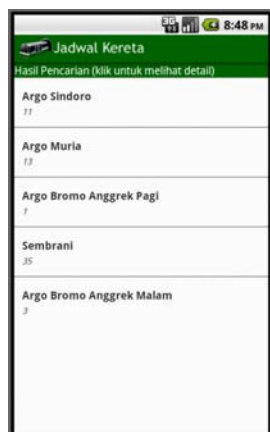 3G
8:48 PM
Jadwal Kereta
Hasil Pencarian (klik untuk melihat detail)
Argo Sindoro
11
Argo Muria
13
Argo Bromo Anggrek Pagi
1
Sembrani
35
Argo Bromo Anggrek Malam
3